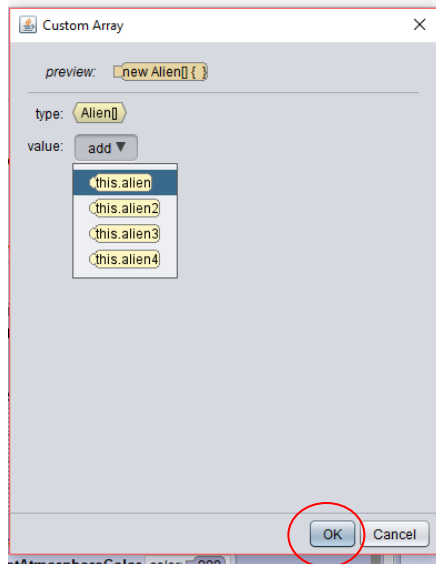 Custom Array
preview: new Alien[] { }
type: Alien[]
value: add
this.alien
this.alien2
this.alien3
this.alien4
OK Cancel